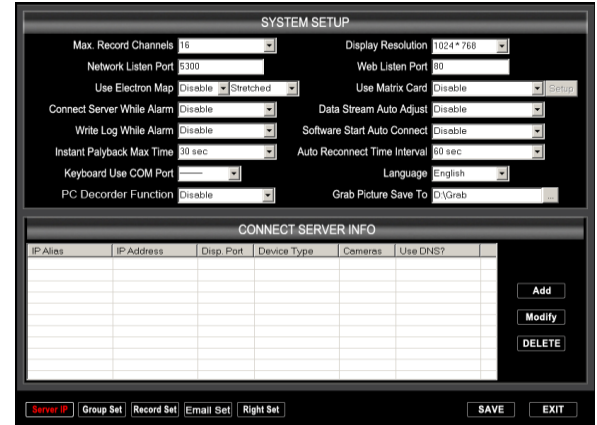 SYSTEM SETUP
Max. Record Channels 16 Display Resolution 1024*768
Network Listen Port 5300 Web Listen Port 80
Use Electron Map Disable Stretched Use Matrix Card Disable Setup
Connect Server While Alarm Disable Data Stream Auto Adjust Disable
Write Log While Alarm Disable Software Start Auto Connect Disable
Instant Palyback Max Time 30 sec Auto Reconnect Time Interval 60 sec
Keyboard Use COM Port —— Language English
PC Decorder Function Disable Grab Picture Save To D:\Grab ...
CONNECT SERVER INFO
IP Alias IP Address Disp. Port Device Type Cameras Use DNS?
Add
Modify
DELETE
Server IP Group Set Record Set Email Set Right Set SAVE EXIT